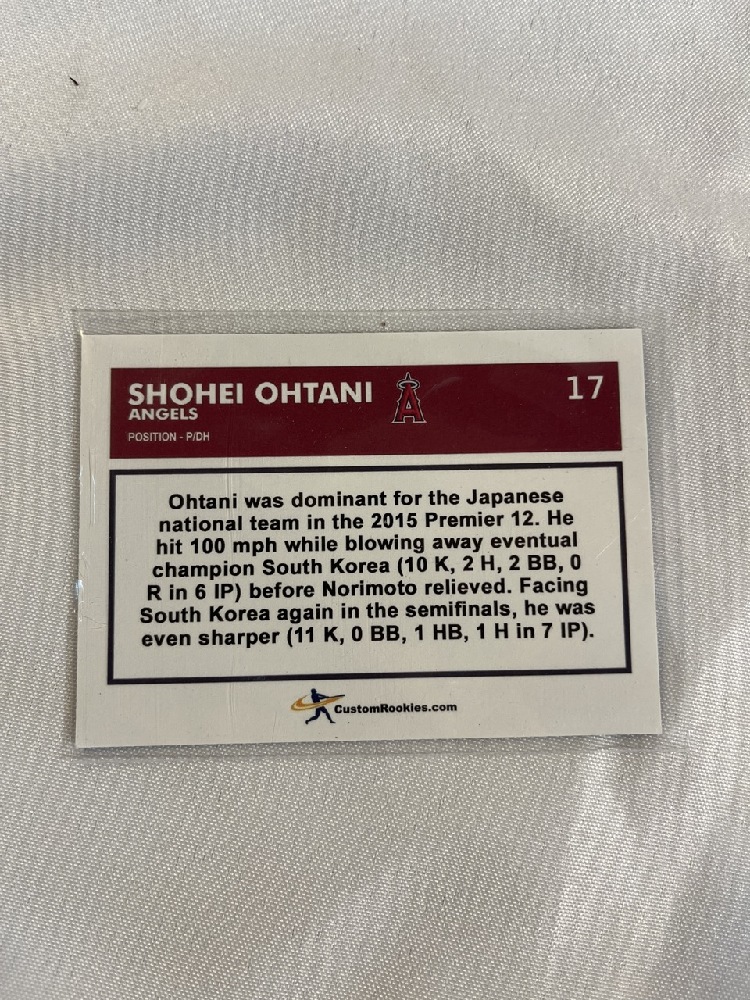 SHOHEI OHTANI
17
ANGELS
POSITION - P/DH
Ohtani was dominant for the Japanese
national team in the 2015 Premier 12. He
hit 100 mph while blowing away eventual
champion South Korea (10 K, 2 H, 2 BB, 0
R in 6 IP) before Norimoto relieved. Facing
South Korea again in the semifinals, he was
even sharper (11 K, 0 BB, 1 HB, 1 H in 7 IP).
CustomRookies.com